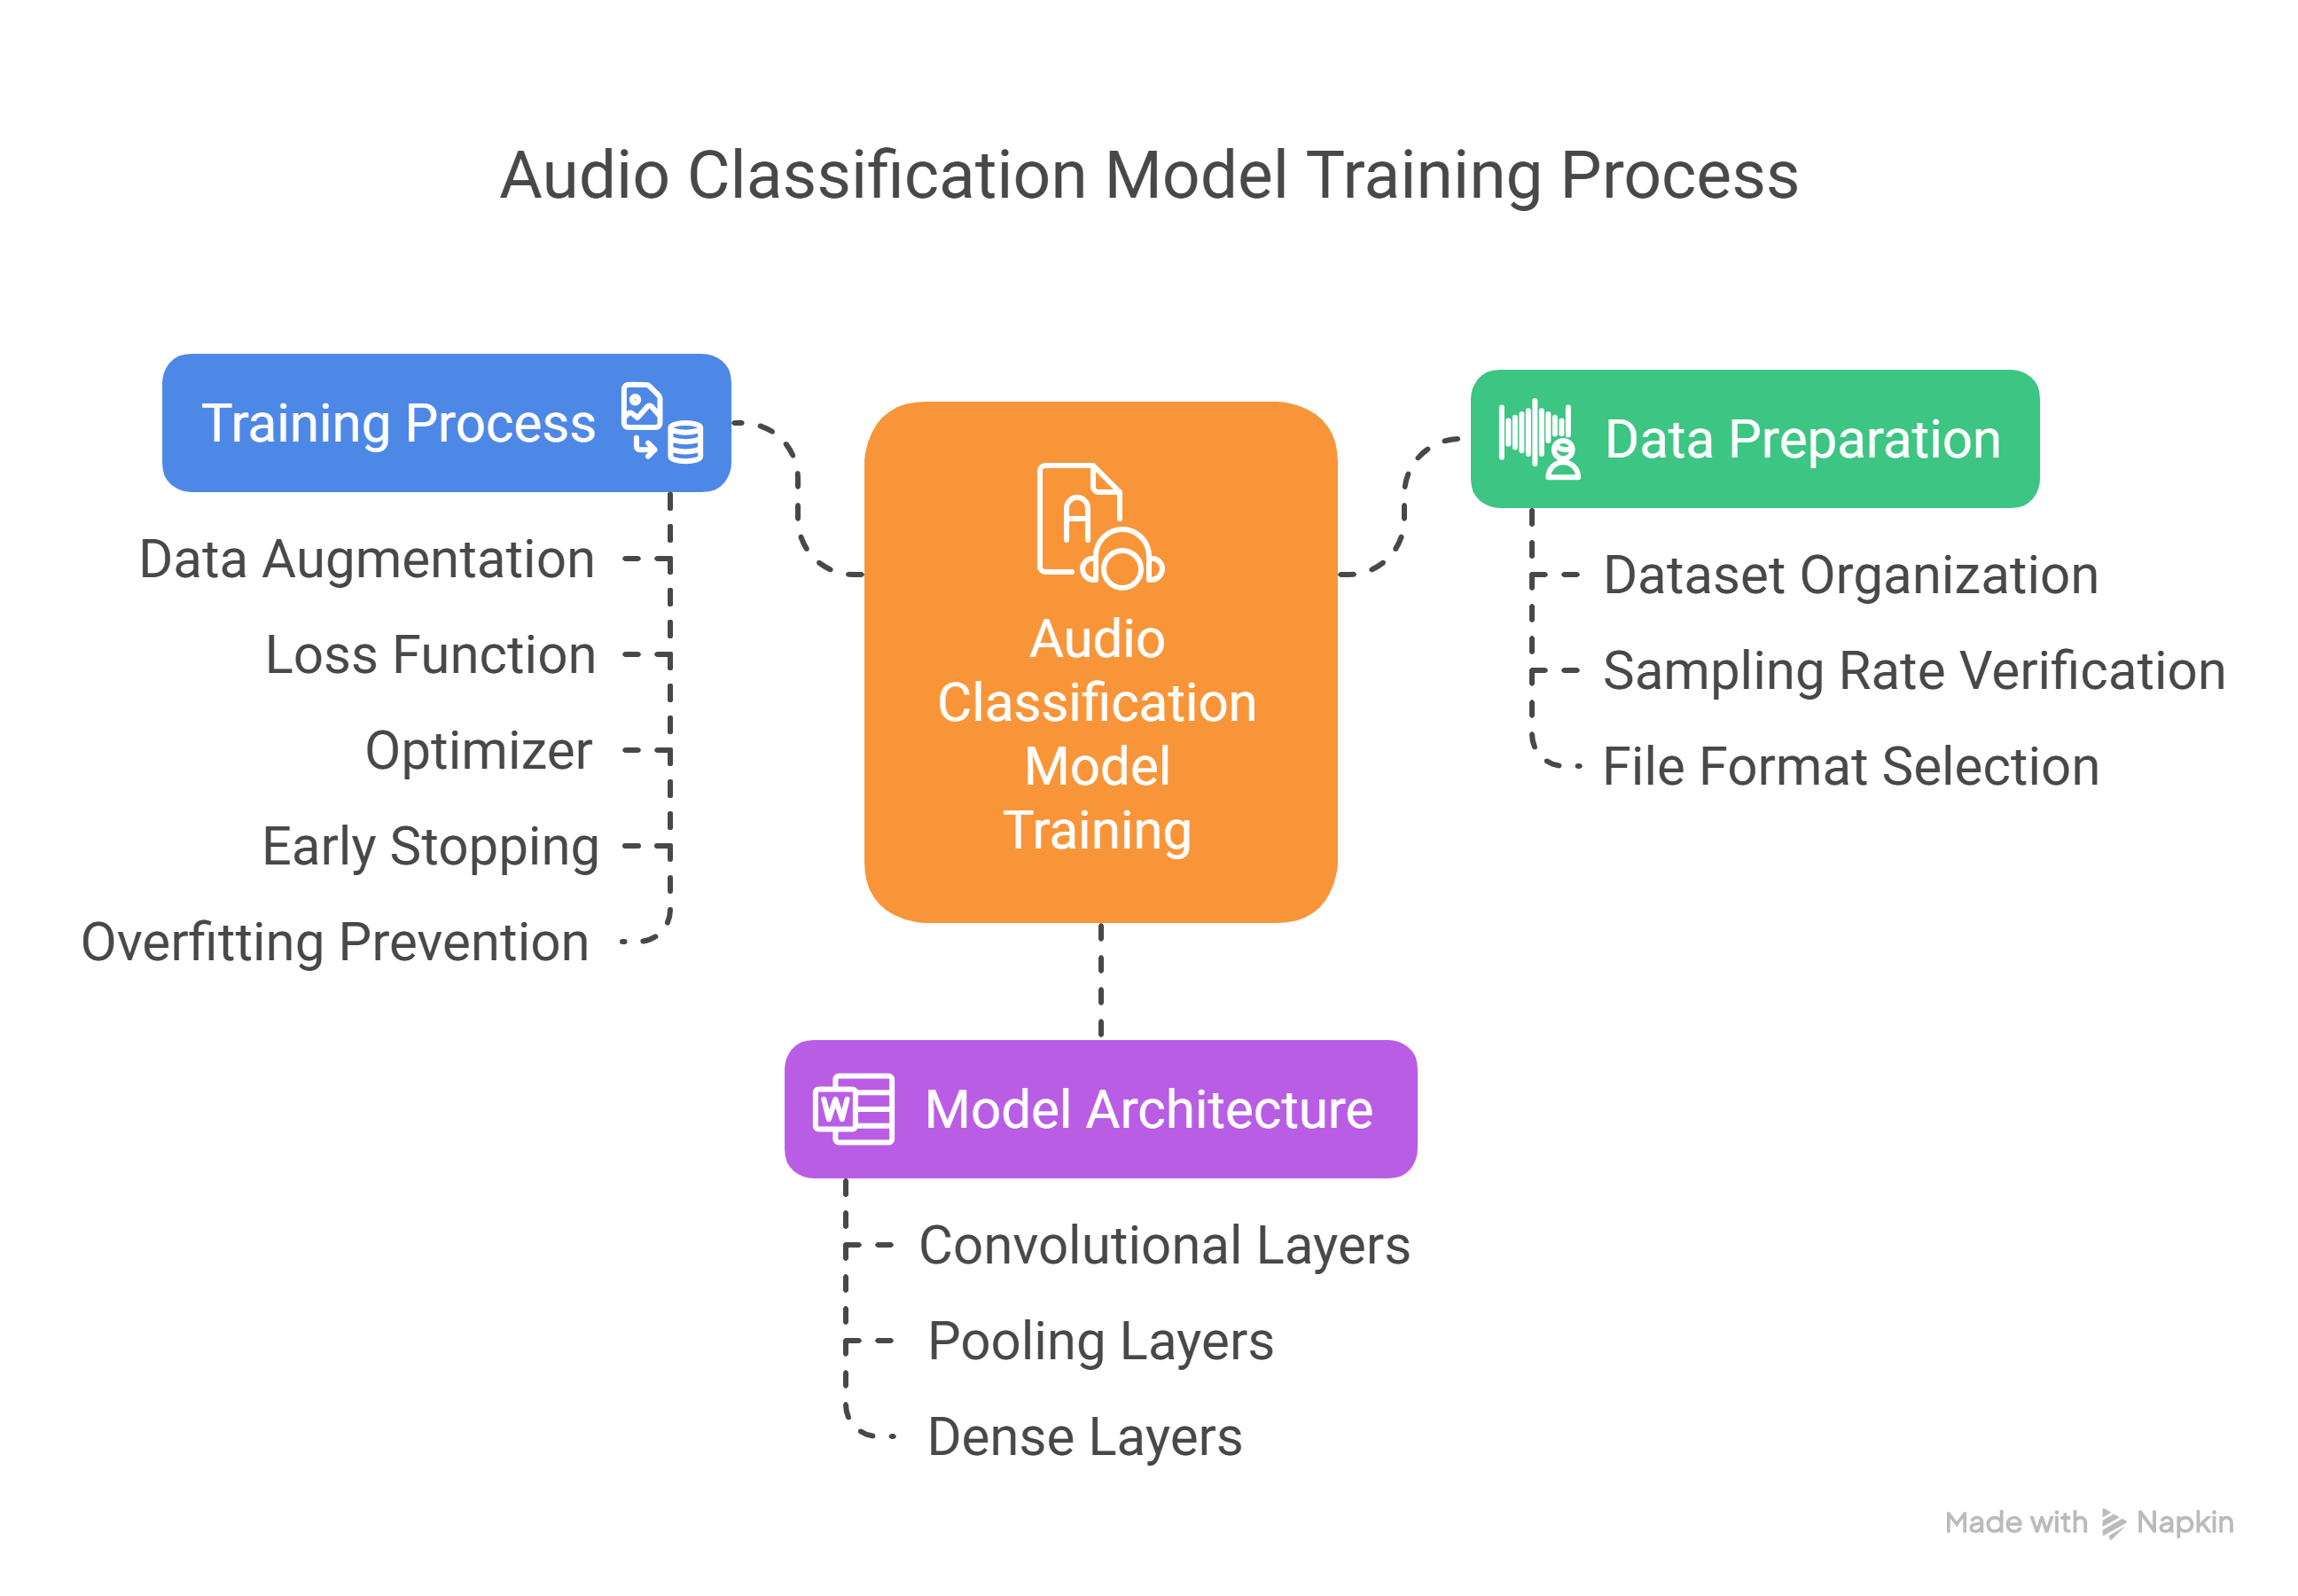 Audio Classification Model Training Process
Training Process
Data Augmentation
Loss Function
Optimizer
Early Stopping
Overfitting Prevention
A
Audio
Classification
Model
Training
Data Preparation
Dataset Organization
Sampling Rate Verification
File Format Selection
W
Model Architecture
Convolutional Layers
Pooling Layers
Dense Layers
Made with Napkin